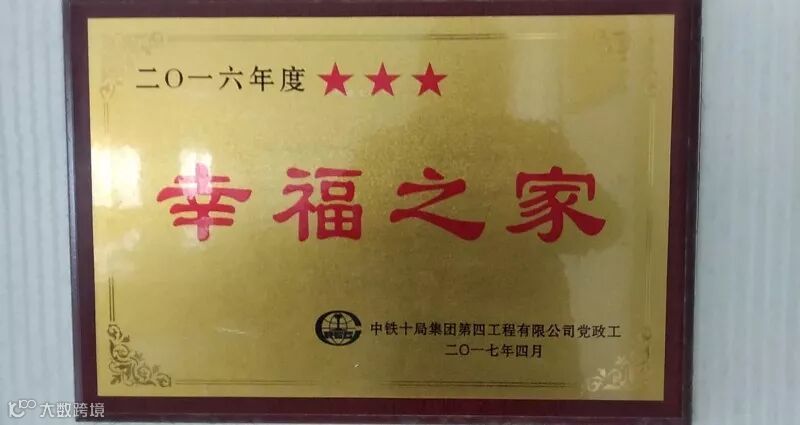 二〇一六年度★★★
幸福之家
中铁十局集团第四工程有限公司党政工
二〇一七年四月
大数跨境